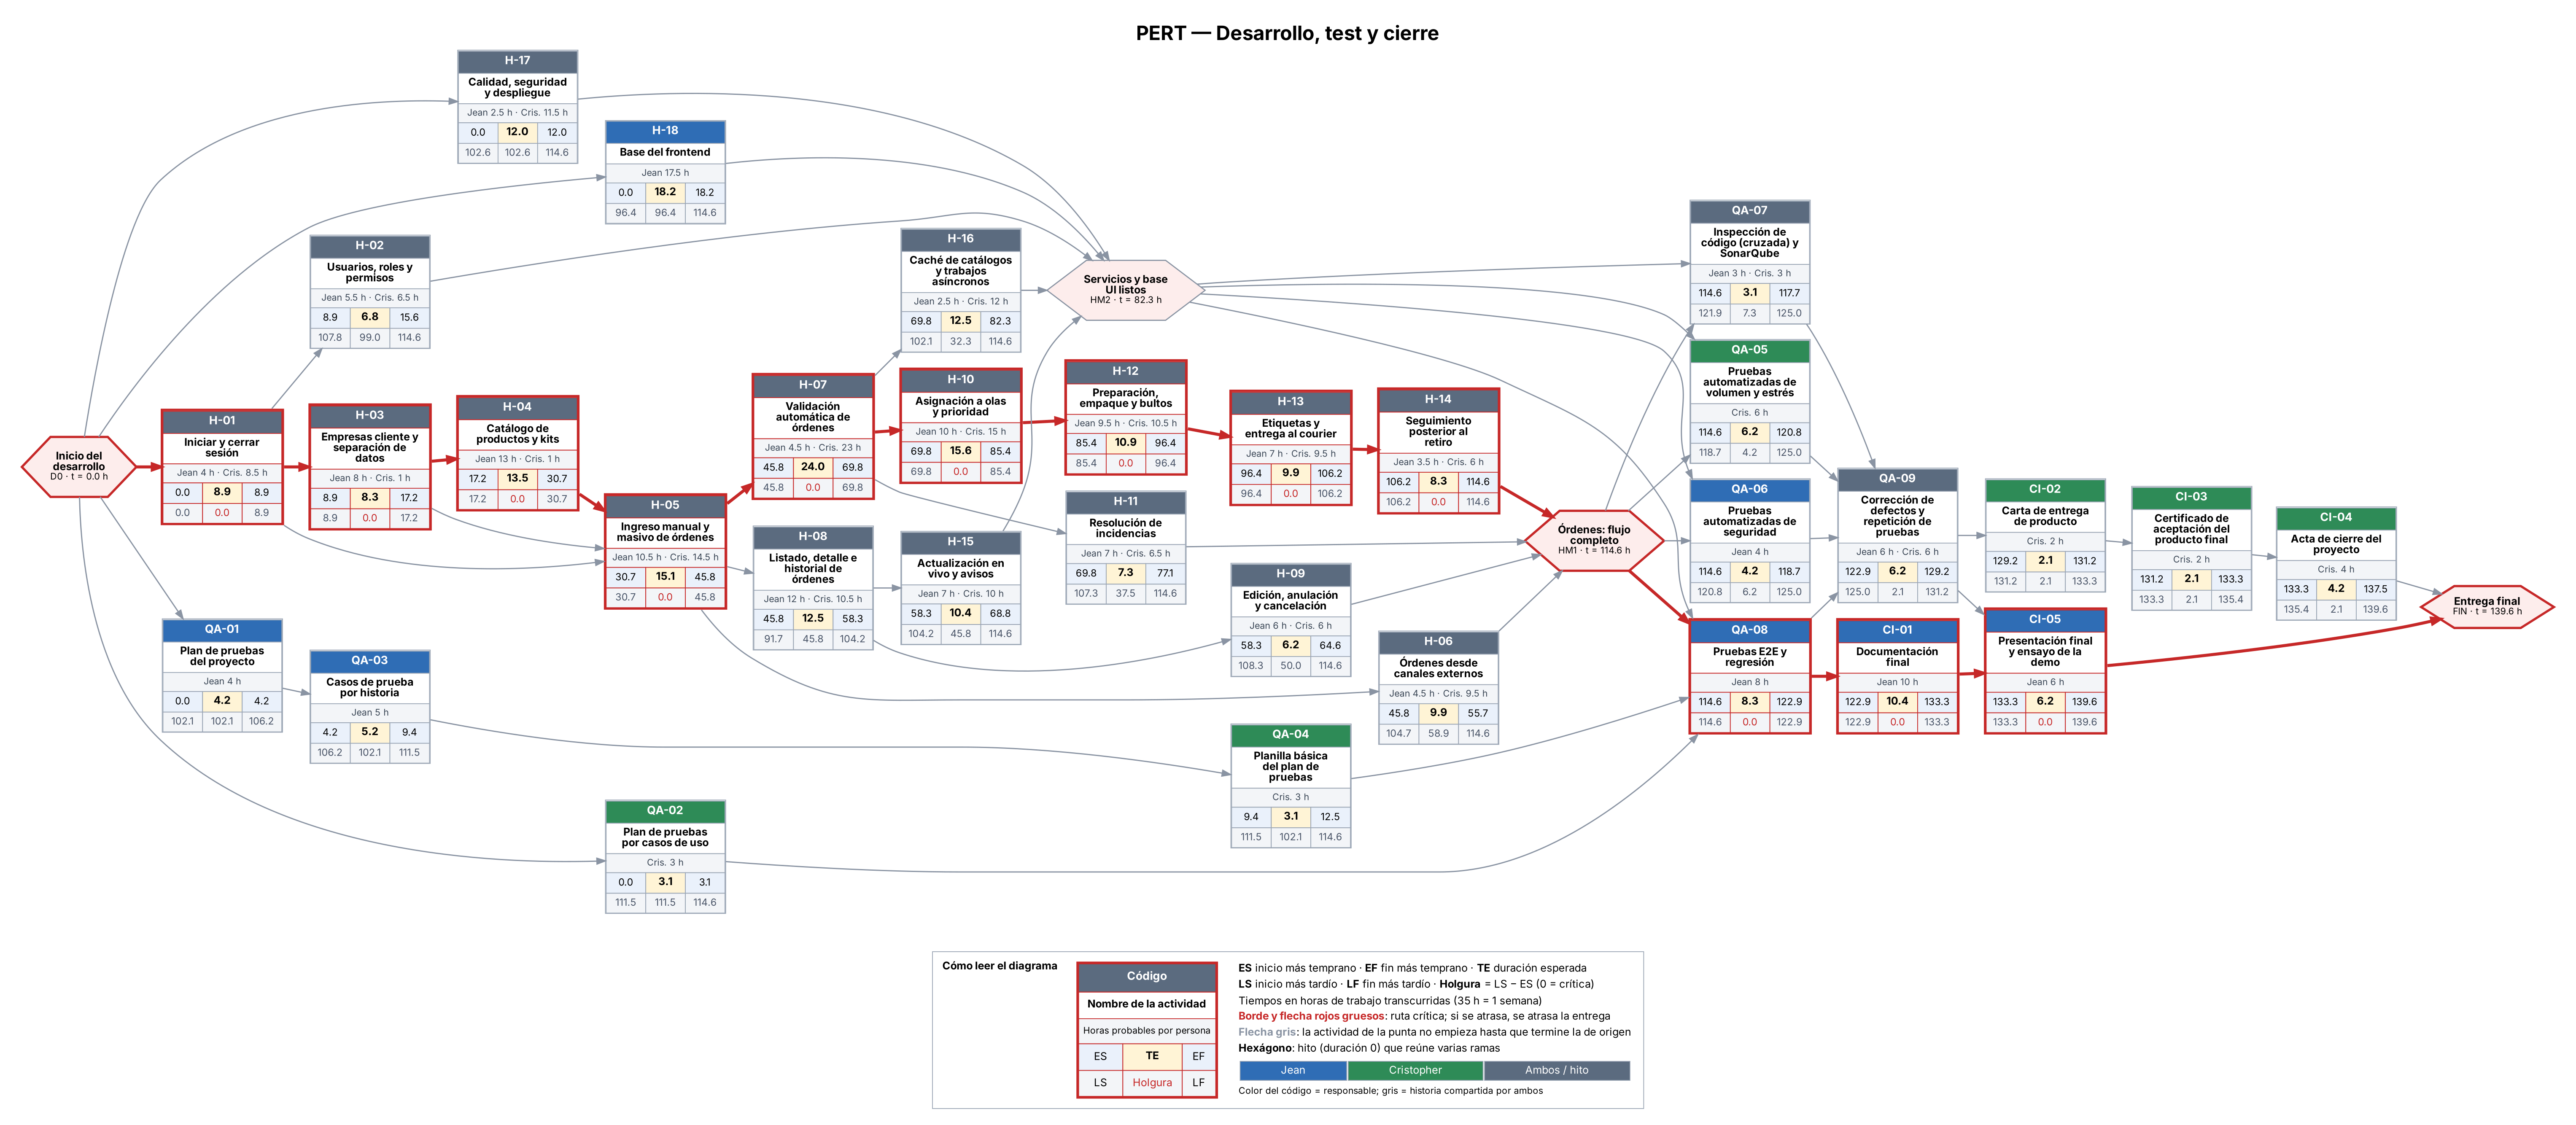 PERT — Desarrollo, test y cierre
H-17
Calidad, seguridad
y despliegue
Jean 2.5 h · Cris. 11.5 h
0.0 12.0 12.0
102.6 102.6 114.6
H-18
Base del frontend
Jean 17.5 h
0.0 18.2 18.2
96.4 96.4 114.6
H-02
Usuarios, roles y
permisos
Jean 5.5 h · Cris. 6.5 h
8.9 6.8 15.6
107.8 99.0 114.6
H-16
Caché de catálogos
y trabajos
asíncronos
Jean 2.5 h · Cris. 12 h
69.8 12.5 82.3
102.1 32.3 114.6
Servicios y base
UI listos
HM2 · t = 82.3 h
QA-07
Inspección de
código (cruzada) y
SonarQube
Jean 3 h · Cris. 3 h
114.6 3.1 117.7
121.9 7.3 125.0
QA-05
Pruebas
automatizadas de
volumen y estrés
Cris. 6 h
114.6 6.2 120.8
118.7 4.2 125.0
Inicio del
desarrollo
D0 · t = 0.0 h
H-01
Iniciar y cerrar
sesión
Jean 4 h · Cris. 8.5 h
0.0 8.9 8.9
0.0 0.0 8.9
H-03
Empresas cliente y
separación de
datos
Jean 8 h · Cris. 1 h
8.9 8.3 17.2
8.9 0.0 17.2
H-04
Catálogo de
productos y kits
Jean 13 h · Cris. 1 h
17.2 13.5 30.7
17.2 0.0 30.7
H-05
Ingreso manual y
masivo de órdenes
Jean 10.5 h · Cris. 14.5 h
30.7 15.1 45.8
30.7 0.0 45.8
H-07
Validación
automática de
órdenes
Jean 4.5 h · Cris. 23 h
45.8 24.0 69.8
45.8 0.0 69.8
H-10
Asignación a olas
y prioridad
Jean 10 h · Cris. 15 h
69.8 15.6 85.4
69.8 0.0 85.4
H-12
Preparación,
empaque y bultos
Jean 9.5 h · Cris. 10.5 h
85.4 10.9 96.4
85.4 0.0 96.4
H-13
Etiquetas y
entrega al courier
Jean 7 h · Cris. 9.5 h
96.4 9.9 106.2
96.4 0.0 106.2
H-14
Seguimiento
posterior al
retiro
Jean 3.5 h · Cris. 6 h
106.2 8.3 114.6
106.2 0.0 114.6
H-08
Listado, detalle e
historial de
órdenes
Jean 12 h · Cris. 10.5 h
45.8 12.5 58.3
91.7 45.8 104.2
H-15
Actualización en
vivo y avisos
Jean 7 h · Cris. 10 h
58.3 10.4 68.8
104.2 45.8 114.6
H-11
Resolución de
incidencias
Jean 7 h · Cris. 6.5 h
69.8 7.3 77.1
107.3 37.5 114.6
H-09
Edición, anulación
y cancelación
Jean 6 h · Cris. 6 h
58.3 6.2 64.6
108.3 50.0 114.6
H-06
Órdenes desde
canales externos
Jean 4.5 h · Cris. 9.5 h
45.8 9.9 55.7
104.7 58.9 114.6
Órdenes: flujo
completo
HM1 · t = 114.6 h
QA-06
Pruebas
automatizadas de
seguridad
Jean 4 h
114.6 4.2 118.7
120.8 6.2 125.0
QA-09
Corrección de
defectos y
repetición de
pruebas
Jean 6 h · Cris. 6 h
122.9 6.2 129.2
125.0 2.1 131.2
CI-02
Carta de entrega
de producto
Cris. 2 h
129.2 2.1 131.2
131.2 2.1 133.3
CI-03
Certificado de
aceptación del
producto final
Cris. 2 h
131.2 2.1 133.3
133.3 2.1 135.4
CI-04
Acta de cierre del
proyecto
Cris. 4 h
133.3 4.2 137.5
135.4 2.1 139.6
Entrega final
FIN · t = 139.6 h
QA-08
Pruebas E2E y
regresión
Jean 8 h
114.6 8.3 122.9
114.6 0.0 122.9
CI-01
Documentación
final
Jean 10 h
122.9 10.4 133.3
122.9 0.0 133.3
CI-05
Presentación final
y ensayo de la
demo
Jean 6 h
133.3 6.2 139.6
133.3 0.0 139.6
QA-01
Plan de pruebas
del proyecto
Jean 4 h
0.0 4.2 4.2
102.1 102.1 106.2
QA-03
Casos de prueba
por historia
Jean 5 h
4.2 5.2 9.4
106.2 102.1 111.5
QA-04
Planilla básica
del plan de
pruebas
Cris. 3 h
9.4 3.1 12.5
111.5 102.1 114.6
QA-02
Plan de pruebas
por casos de uso
Cris. 3 h
0.0 3.1 3.1
111.5 111.5 114.6
Cómo leer el diagrama
Código
Nombre de la actividad
Horas probables por persona
ES TE EF
LS Holgura LF
ES inicio más temprano · EF fin más temprano · TE duración esperada
LS inicio más tardío · LF fin más tardío · Holgura = LS − ES (0 = crítica)
Tiempos en horas de trabajo transcurridas (35 h = 1 semana)
Borde y flecha rojos gruesos: ruta crítica; si se atrasa, se atrasa la entrega
Flecha gris: la actividad de la punta no empieza hasta que termine la de origen
Hexágono: hito (duración 0) que reúne varias ramas
Jean Cristopher Ambos / hito
Color del código = responsable; gris = historia compartida por ambos